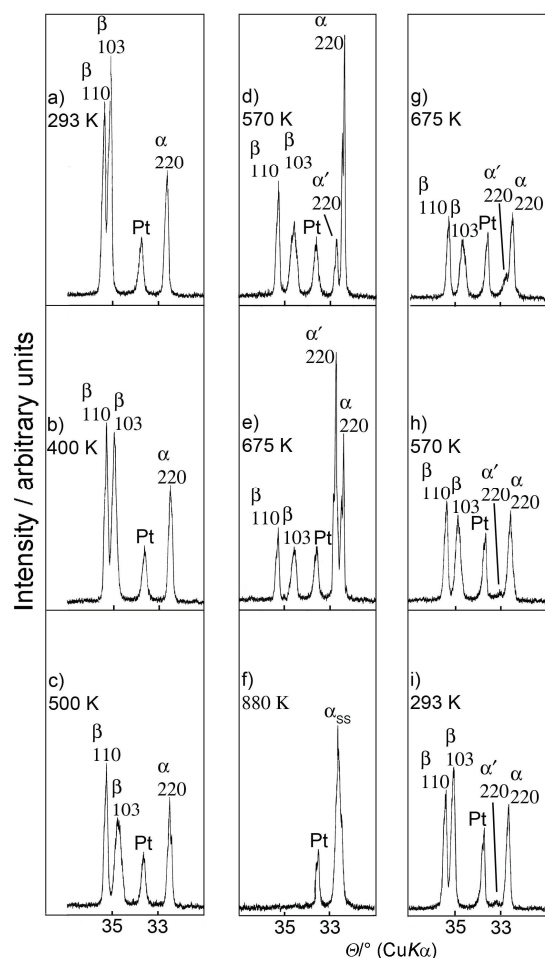 Intensity / arbitrary units
a)
293 K
β
110
β
103
Pt
α
220
b)
400 K
β
110
β
103
Pt
α
220
c)
500 K
β
110
β
103
Pt
α
220
35
33
d)
570 K
β
110
β
103
Pt
α′
220
α
220
e)
675 K
β
110
β
103
Pt
α′
220
α
220
f)
880 K
Pt
αSS
35
33
g)
675 K
β
110
β
103
Pt
α′
220
α
220
h)
570 K
β
110
β
103
Pt
α′
220
α
220
i)
293 K
β
110
β
103
Pt
α′
220
α
220
35
33
Θ/° (CuKα)